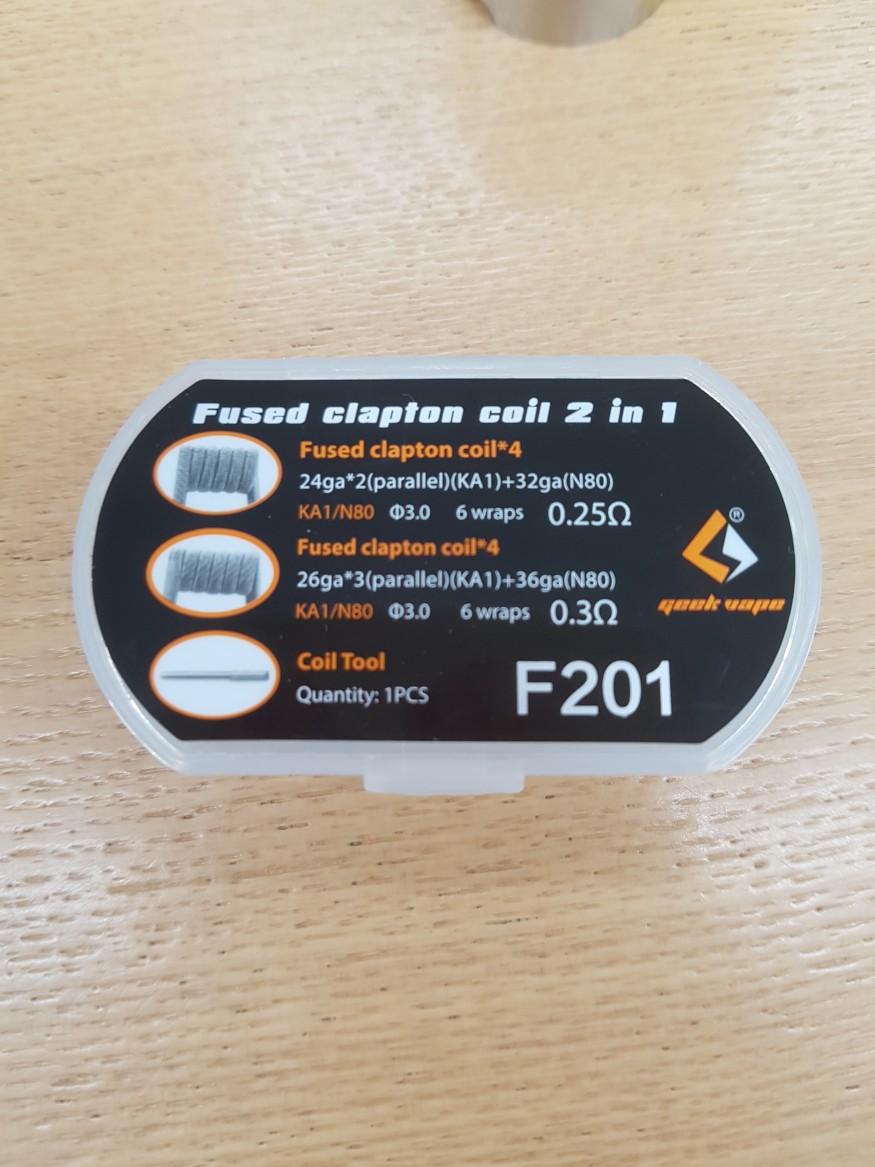 Fused clapton coil 2 in 1
Fused clapton coil*4
24ga*2(parallel)(KA1)+32ga(N80)
KA1/N80 Φ3.0 6 wraps 0.25Ω
Fused clapton coil*4
26ga*3(parallel)(KA1)+36ga(N80)
KA1/N80 Φ3.0 6 wraps 0.3Ω
®
geek vape
Coil Tool
Quantity: 1PCS
F201